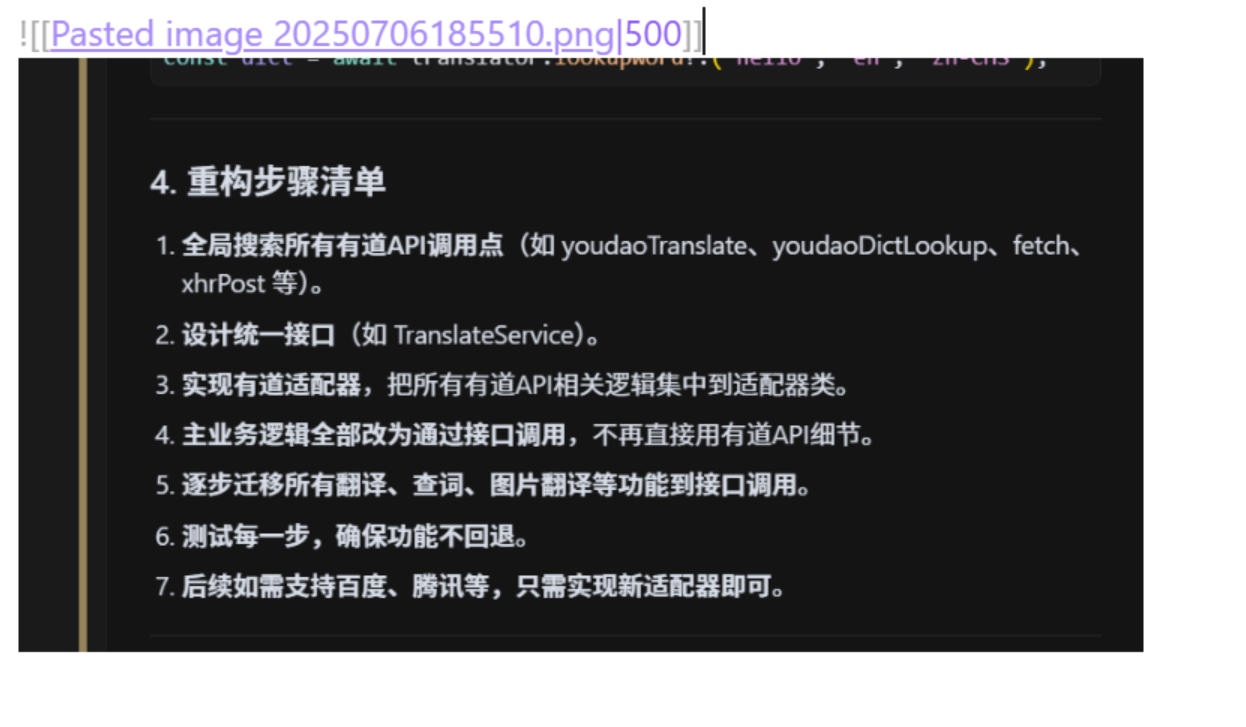 ![[Pasted image 20250706185510.png|500]]
const dict = await translator.lookupWord?.("hello", "en", "zh-CHS");
4. 重构步骤清单
1. 全局搜索所有有道API调用点（如 youdaoTranslate、youdaoDictLookup、fetch、
xhrPost 等）。
2. 设计统一接口（如 TranslateService）。
3. 实现有道适配器，把所有有道API相关逻辑集中到适配器类。
4. 主业务逻辑全部改为通过接口调用，不再直接用有道API细节。
5. 逐步迁移所有翻译、查词、图片翻译等功能到接口调用。
6. 测试每一步，确保功能不回退。
7. 后续如需支持百度、腾讯等，只需实现新适配器即可。